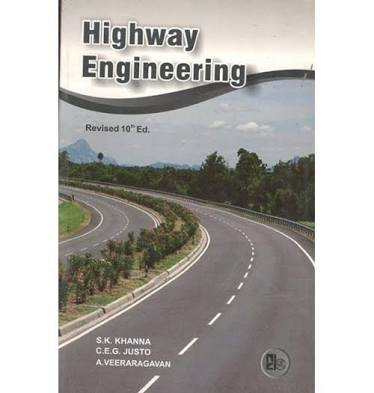 Highway
Engineering
Revised 10th Ed.
S.K. KHANNA
C.E.G. JUSTO
A.VEERARAGAVAN